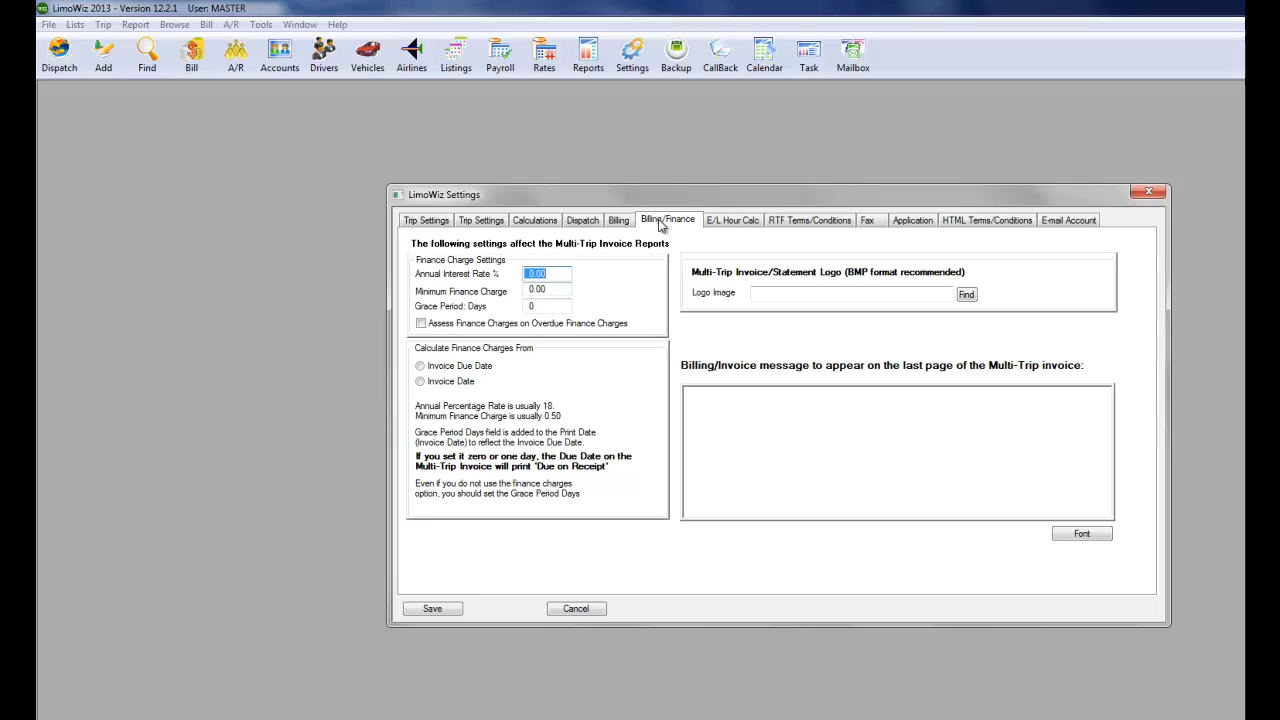 LimoWiz 2013 - Version 12.2.1 User: MASTER
File Lists Trip Report Browse Bill A/R Tools Window Help
Dispatch Add Find Bill A/R Accounts Drivers Vehicles Airlines Listings Payroll Rates Reports Settings Backup CallBack Calendar Task Mailbox
LimoWiz Settings
Trip Settings Trip Settings Calculations Dispatch Billing Billing/Finance E/L Hour Calc RTF Terms/Conditions Fax Application HTML Terms/Conditions E-mail Account
The following settings affect the Multi-Trip Invoice Reports
Finance Charge Settings
Annual Interest Rate % 0.00
Minimum Finance Charge 0.00
Grace Period: Days 0
Assess Finance Charges on Overdue Finance Charges
Calculate Finance Charges From
Invoice Due Date
Invoice Date
Annual Percentage Rate is usually 18.
Minimum Finance Charge is usually 0.50
Grace Period Days field is added to the Print Date
(Invoice Date) to reflect the Invoice Due Date.
If you set it zero or one day, the Due Date on the
Multi-Trip Invoice will print 'Due on Receipt'
Even if you do not use the finance charges
option, you should set the Grace Period Days
Multi-Trip Invoice/Statement Logo (BMP format recommended)
Logo Image Find
Billing/Invoice message to appear on the last page of the Multi-Trip invoice:
Font
Save Cancel